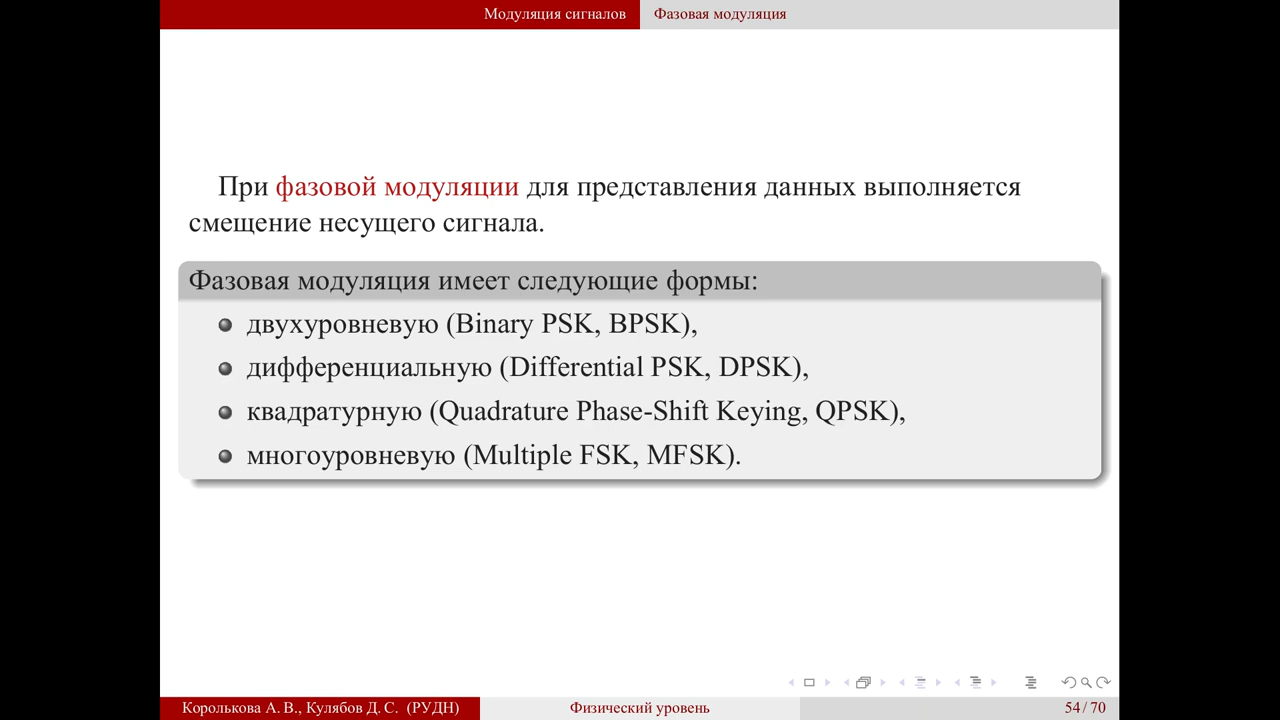 Модуляция сигналов Фазовая модуляция
При фазовой модуляции для представления данных выполняется
смещение несущего сигнала.
Фазовая модуляция имеет следующие формы:
двухуровневую (Binary PSK, BPSK),
дифференциальную (Differential PSK, DPSK),
квадратурную (Quadrature Phase-Shift Keying, QPSK),
многоуровневую (Multiple FSK, MFSK).
Королькова А. В., Кулябов Д. С. (РУДН) Физический уровень 54 / 70